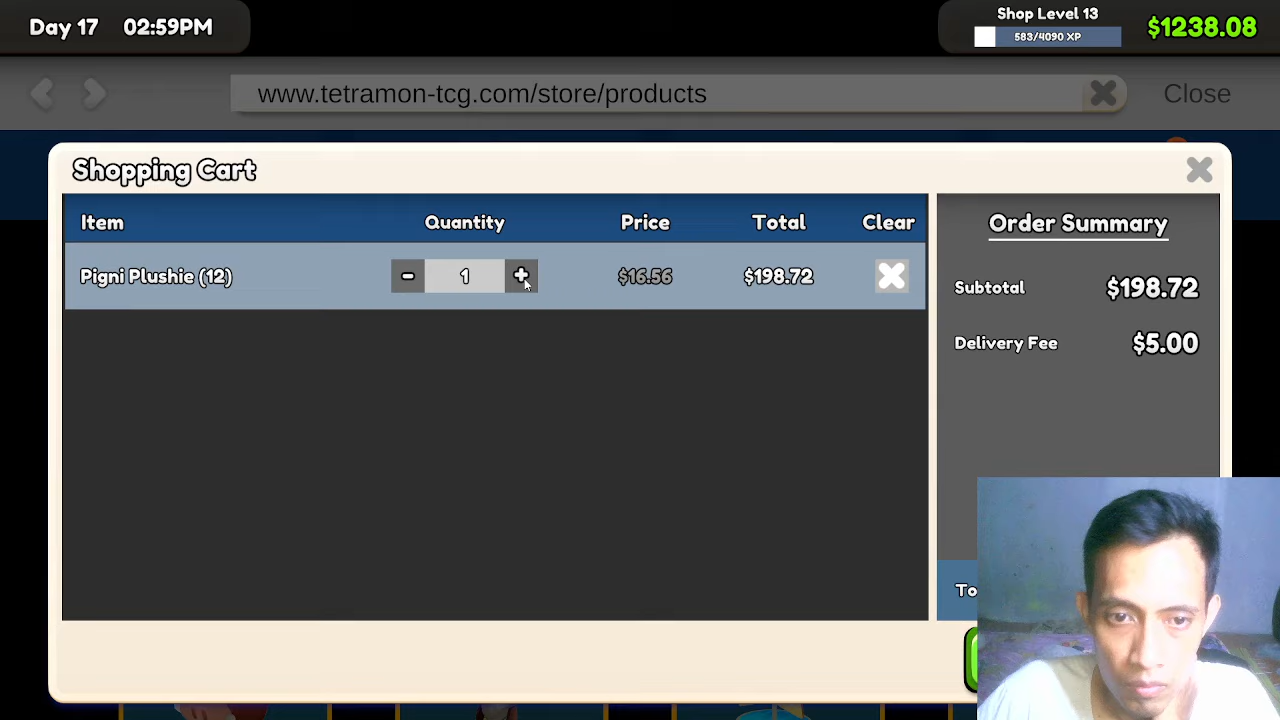 Day 17 02:59PM
Shop Level 13
583/4090 XP
$1238.08
www.tetramon-tcg.com/store/products
Close
Shopping Cart
Item Quantity Price Total Clear
Pigni Plushie (12) - 1 + $16.56 $198.72
Order Summary
Subtotal $198.72
Delivery Fee $5.00